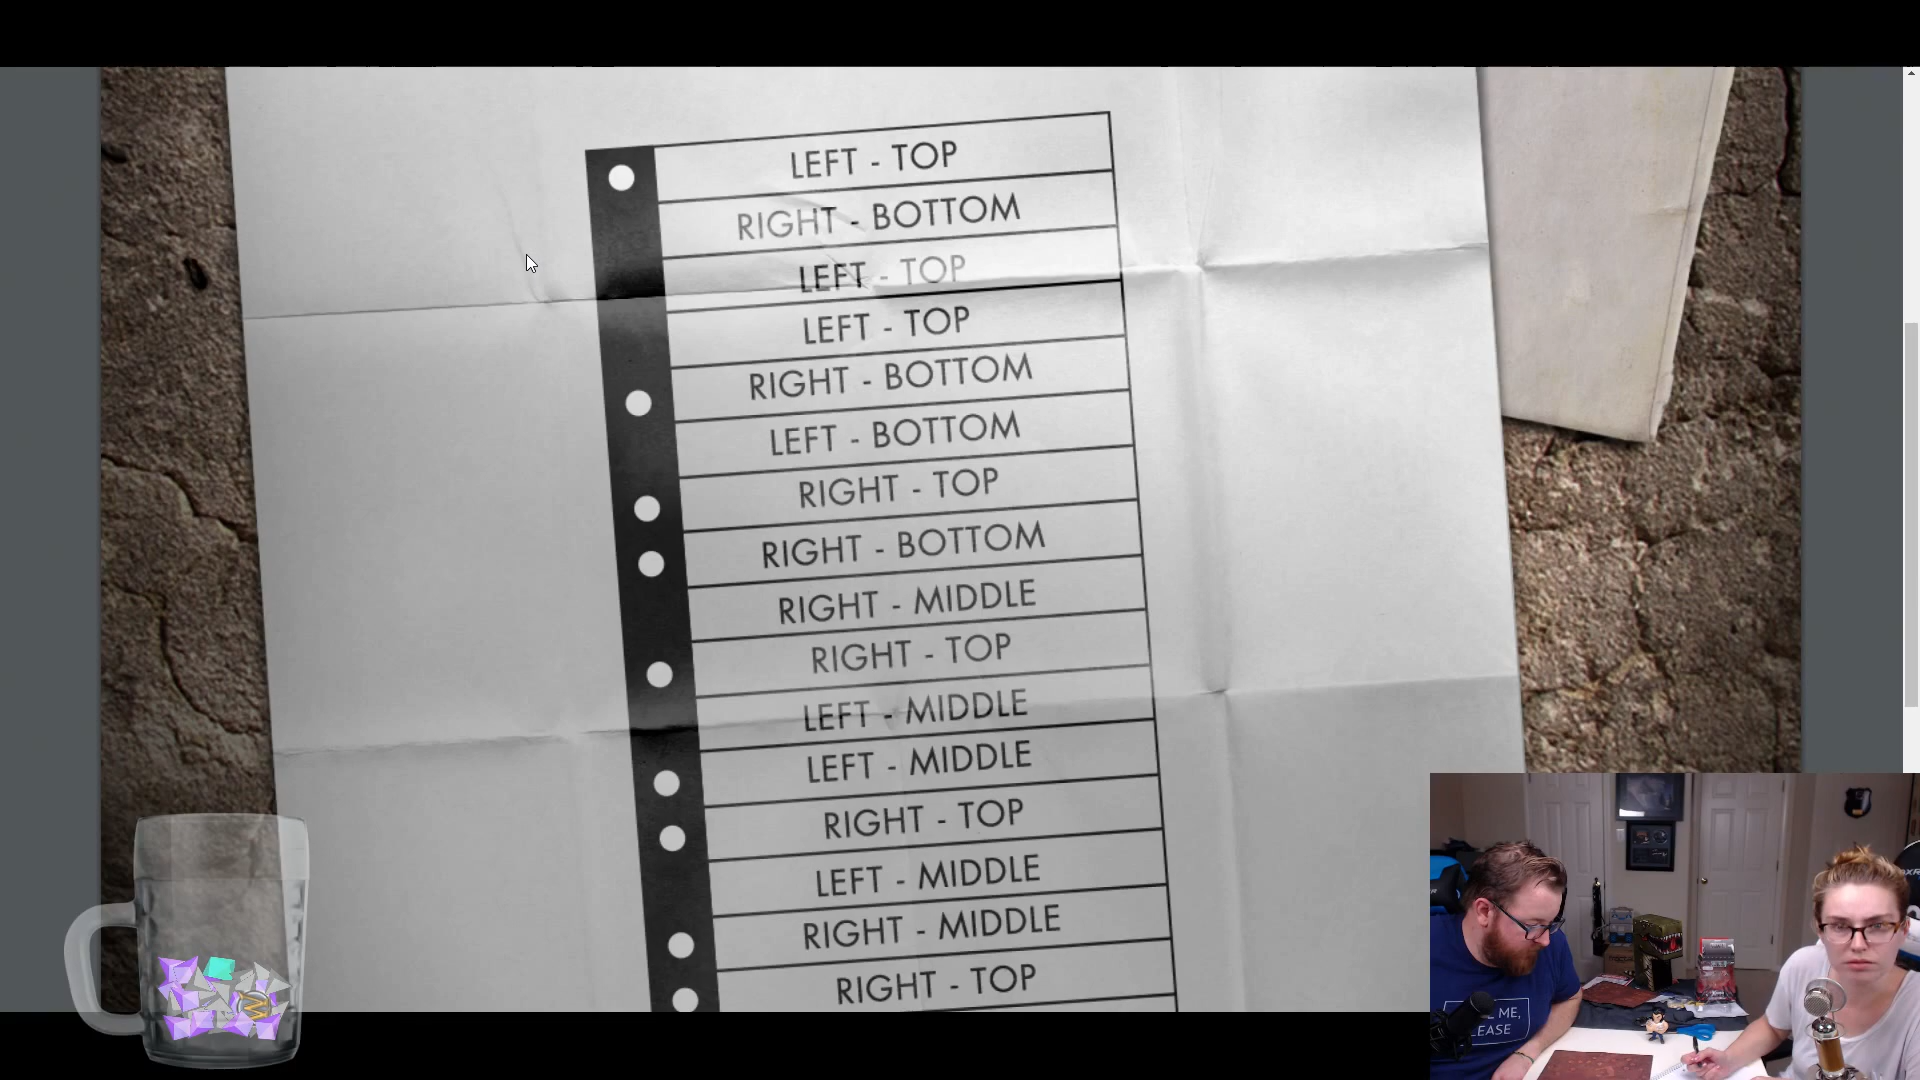 LEFT - TOP
RIGHT - BOTTOM
LEFT - TOP
LEFT - TOP
RIGHT - BOTTOM
LEFT - BOTTOM
RIGHT - TOP
RIGHT - BOTTOM
RIGHT - MIDDLE
RIGHT - TOP
LEFT - MIDDLE
LEFT - MIDDLE
RIGHT - TOP
LEFT - MIDDLE
RIGHT - MIDDLE
RIGHT - TOP
ME,